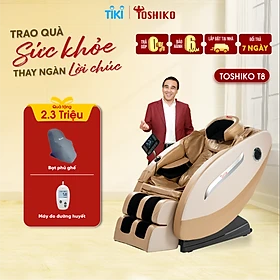 TIKI TOSHIKO
TRAO QUÀ
Sức khỏe
THAY NGÀN Lời chúc
TRẢ GÓP 0%
BẢO HÀNH 6 NĂM
LẮP ĐẶT TẠI NHÀ
ĐỔI TRẢ 7 NGÀY
TOSHIKO T8
Quà tặng
2.3 Triệu
Bạt phủ ghế
Máy đo đường huyết